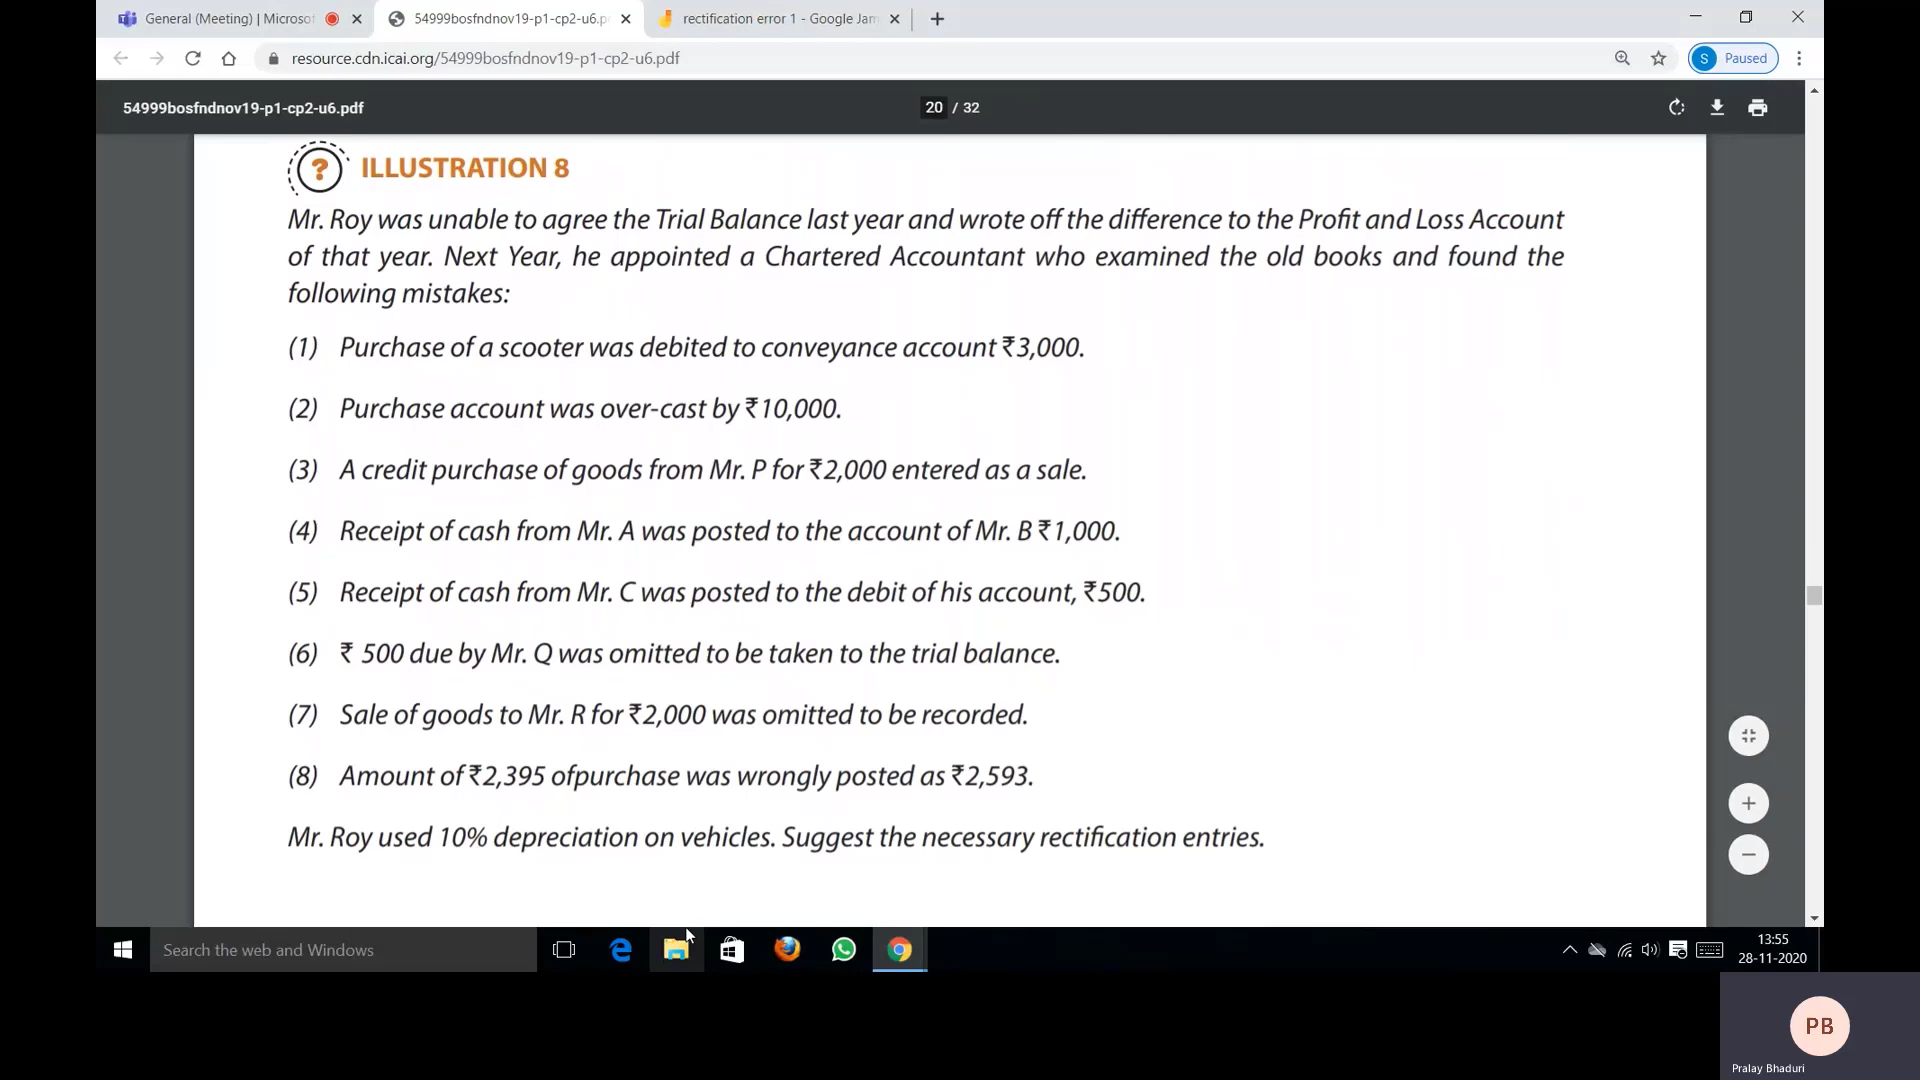 General (Meeting) | Microsof
54999bosfndnov19-p1-cp2-u6.p
rectification error 1 - Google Jam
resource.cdn.icai.org/54999bosfndnov19-p1-cp2-u6.pdf
S Paused
54999bosfndnov19-p1-cp2-u6.pdf
20 / 32
? ILLUSTRATION 8
Mr. Roy was unable to agree the Trial Balance last year and wrote off the difference to the Profit and Loss Account
of that year. Next Year, he appointed a Chartered Accountant who examined the old books and found the
following mistakes:
(1) Purchase of a scooter was debited to conveyance account ₹3,000.
(2) Purchase account was over-cast by ₹10,000.
(3) A credit purchase of goods from Mr. P for ₹2,000 entered as a sale.
(4) Receipt of cash from Mr. A was posted to the account of Mr. B ₹1,000.
(5) Receipt of cash from Mr. C was posted to the debit of his account, ₹500.
(6) ₹ 500 due by Mr. Q was omitted to be taken to the trial balance.
(7) Sale of goods to Mr. R for ₹2,000 was omitted to be recorded.
(8) Amount of ₹2,395 ofpurchase was wrongly posted as ₹2,593.
Mr. Roy used 10% depreciation on vehicles. Suggest the necessary rectification entries.
Search the web and Windows
13:55
28-11-2020
PB
Pralay Bhaduri